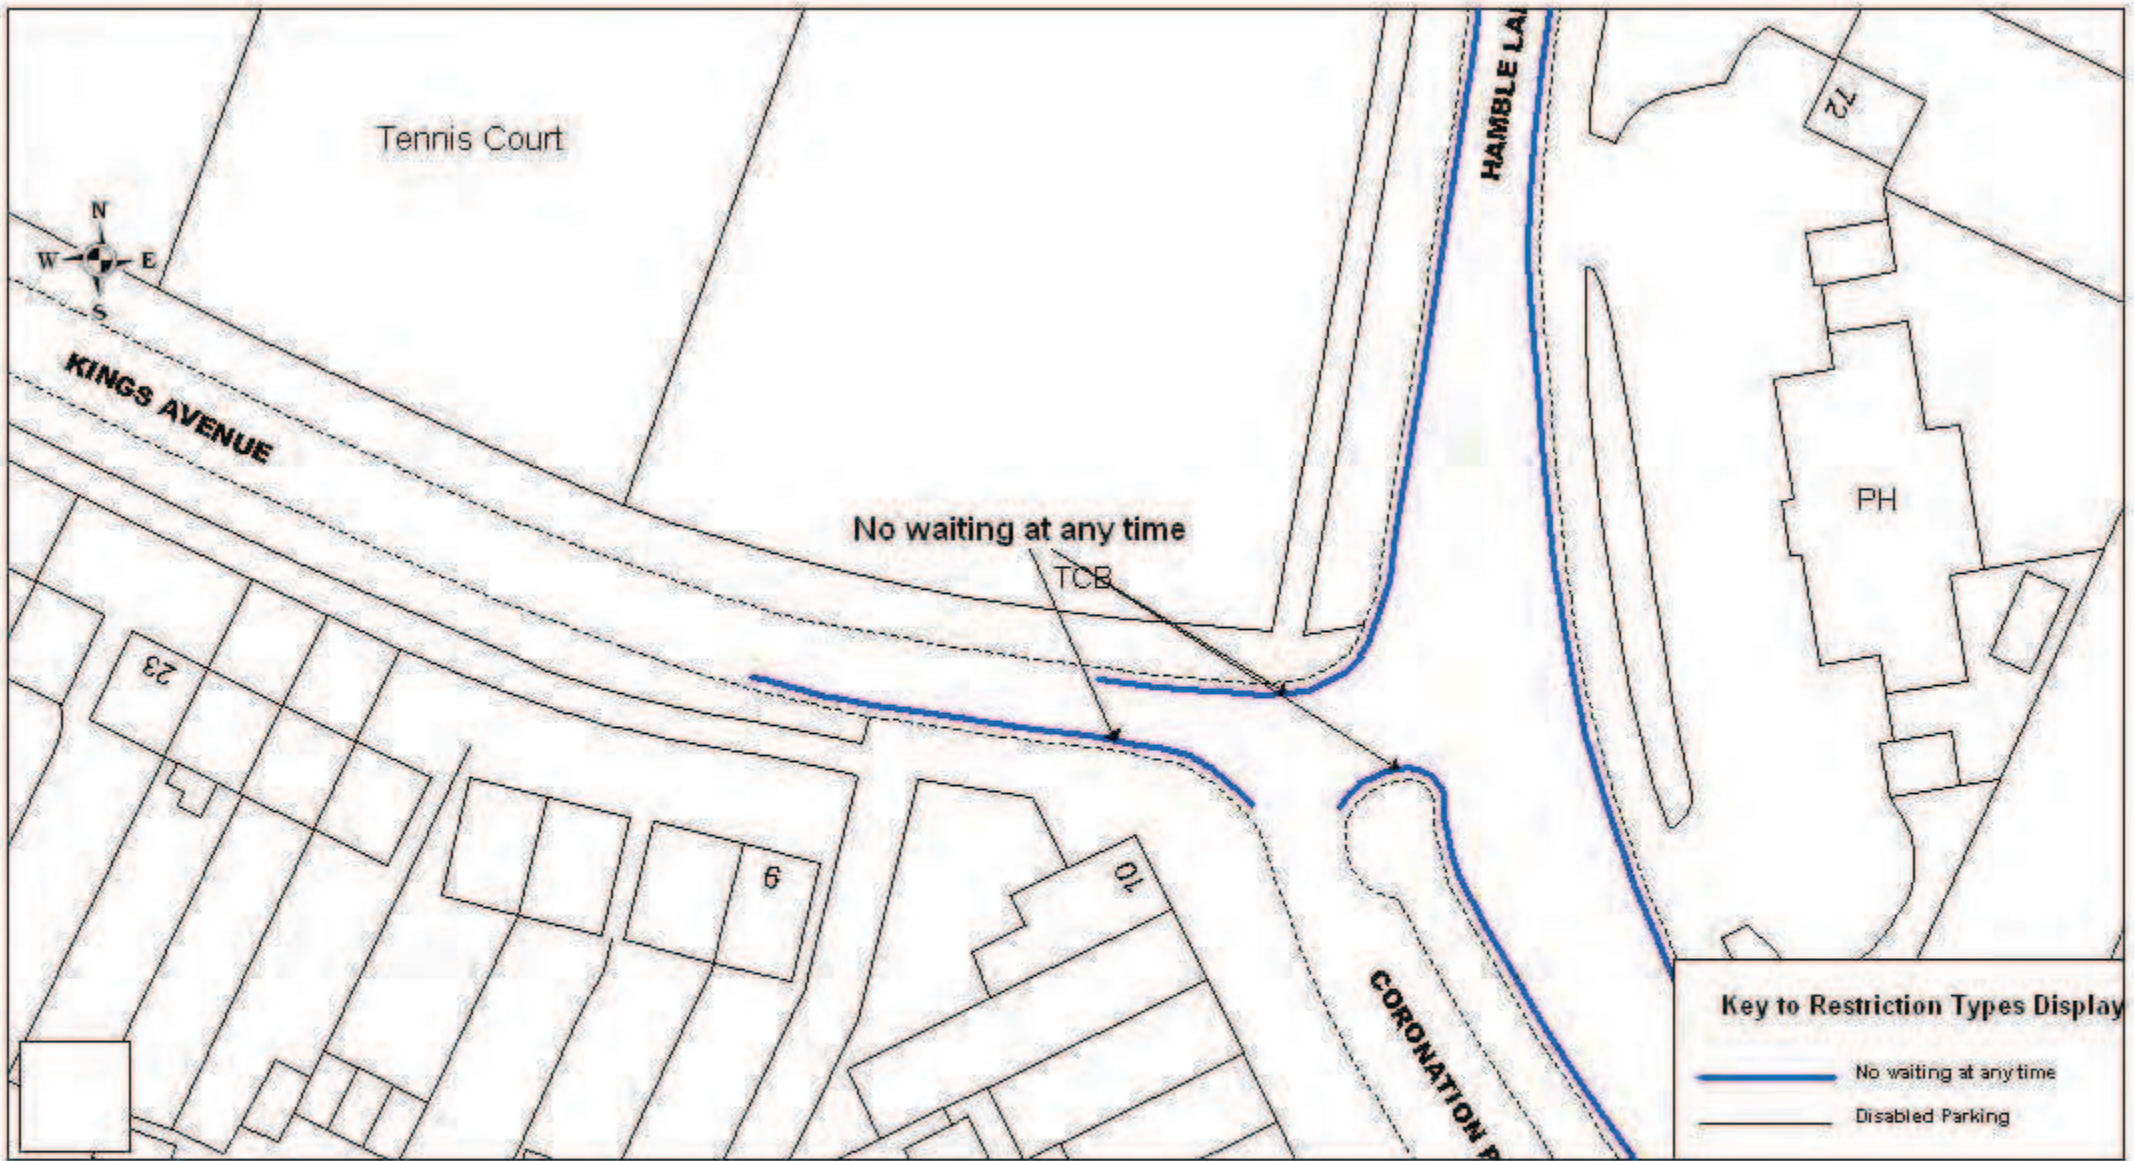 HAMBLE LA
72
Tennis Court
N
W E
S
KINGS AVENUE
PH
No waiting at any time
TCB
23
9
10
CORONATION P
Key to Restriction Types Display
No waiting at any time
Disabled Parking